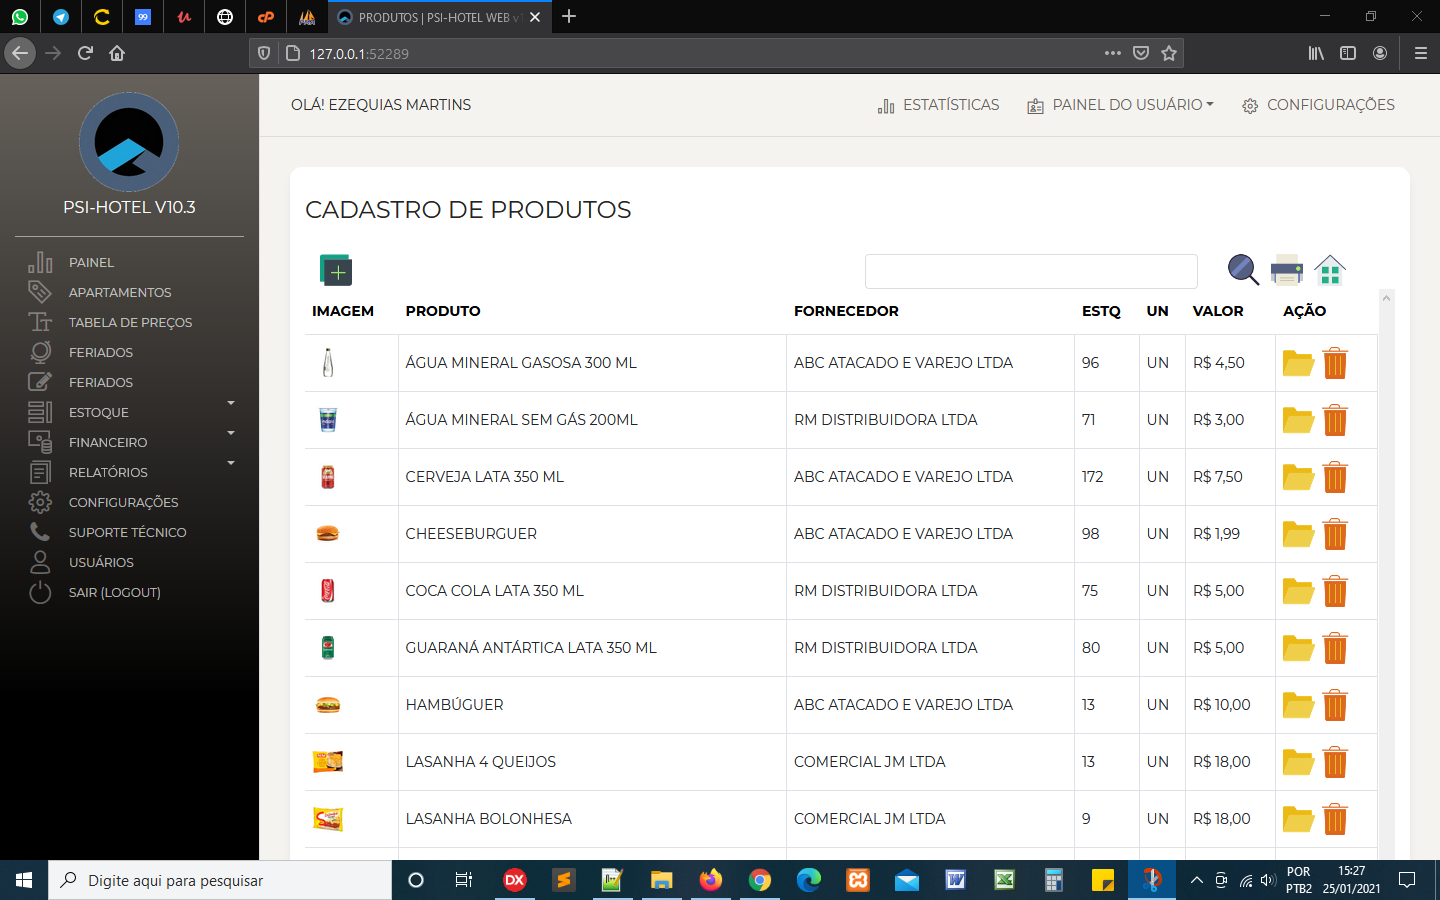 PRODUTOS | PSI-HOTEL WEB v1
127.0.0.1:52289
PSI-HOTEL V10.3
PAINEL
APARTAMENTOS
TABELA DE PREÇOS
FERIADOS
FERIADOS
ESTOQUE
FINANCEIRO
RELATÓRIOS
CONFIGURAÇÕES
SUPORTE TÉCNICO
USUÁRIOS
SAIR (LOGOUT)
OLÁ! EZEQUIAS MARTINS
ESTATÍSTICAS PAINEL DO USUÁRIO CONFIGURAÇÕES
CADASTRO DE PRODUTOS
IMAGEM PRODUTO FORNECEDOR ESTQ UN VALOR AÇÃO
ÁGUA MINERAL GASOSA 300 ML ABC ATACADO E VAREJO LTDA 96 UN R$ 4,50
ÁGUA MINERAL SEM GÁS 200ML RM DISTRIBUIDORA LTDA 71 UN R$ 3,00
CERVEJA LATA 350 ML ABC ATACADO E VAREJO LTDA 172 UN R$ 7,50
CHEESEBURGUER ABC ATACADO E VAREJO LTDA 98 UN R$ 1,99
COCA COLA LATA 350 ML RM DISTRIBUIDORA LTDA 75 UN R$ 5,00
GUARANÁ ANTÁRTICA LATA 350 ML RM DISTRIBUIDORA LTDA 80 UN R$ 5,00
HAMBÚGUER ABC ATACADO E VAREJO LTDA 13 UN R$ 10,00
LASANHA 4 QUEIJOS COMERCIAL JM LTDA 13 UN R$ 18,00
LASANHA BOLONHESA COMERCIAL JM LTDA 9 UN R$ 18,00
Digite aqui para pesquisar
DX
POR
PTB2
15:27
25/01/2021